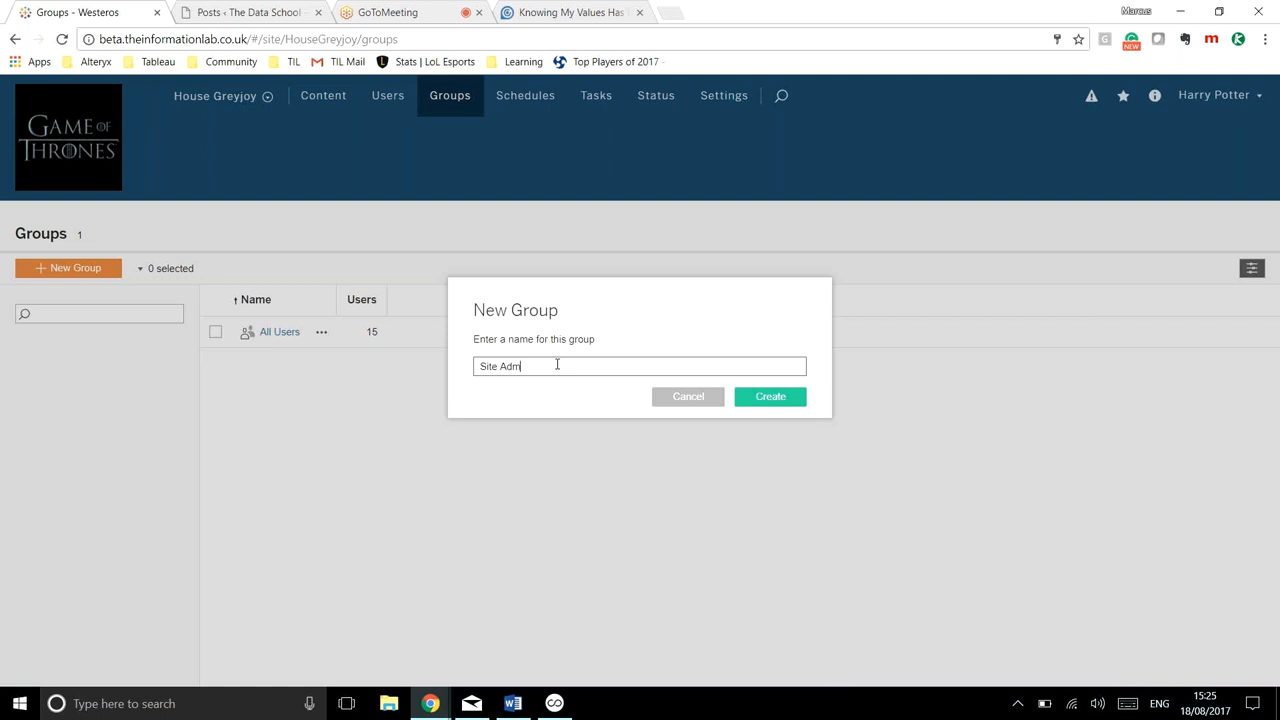 Groups - Westeros
Posts ‹ The Data School
GoToMeeting
Knowing My Values Has
Marcus
beta.theinformationlab.co.uk/#/site/HouseGreyjoy/groups
NEW
Apps
Alteryx
Tableau
Community
TIL
TIL Mail
Stats | LoL Esports
Learning
Top Players of 2017 -
GAME OF
THRONES
House Greyjoy
Content
Users
Groups
Schedules
Tasks
Status
Settings
Harry Potter
Groups 1
+ New Group
0 selected
↑ Name
Users
All Users
15
New Group
Enter a name for this group
Site Adm
Cancel
Create
Type here to search
ENG
15:25
18/08/2017